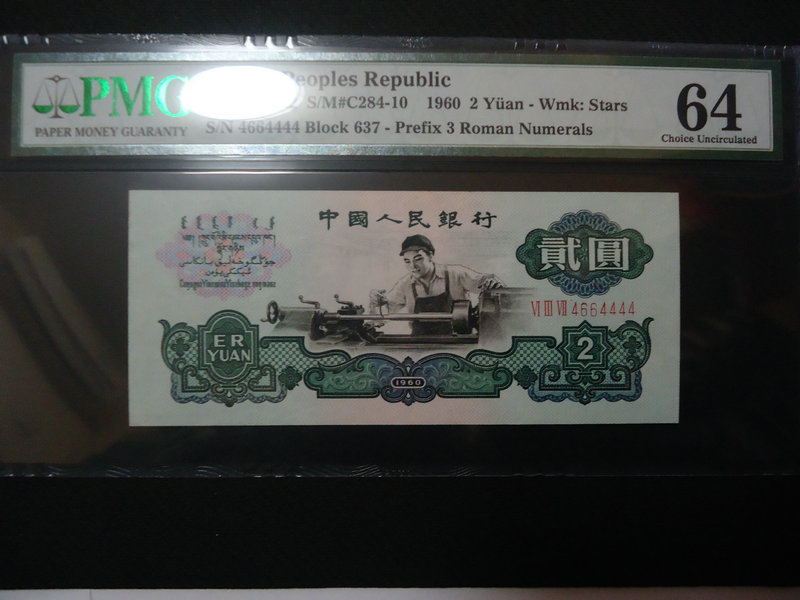 PMG
PAPER MONEY GUARANTY
Peoples Republic
S/M#C284-10 1960 2 Yüan - Wmk: Stars
S/N 4664444 Block 637 - Prefix 3 Roman Numerals
64
Choice Uncirculated
中國人民銀行
貳圓
VI III VII 4664444
ER
YUAN
1960
2